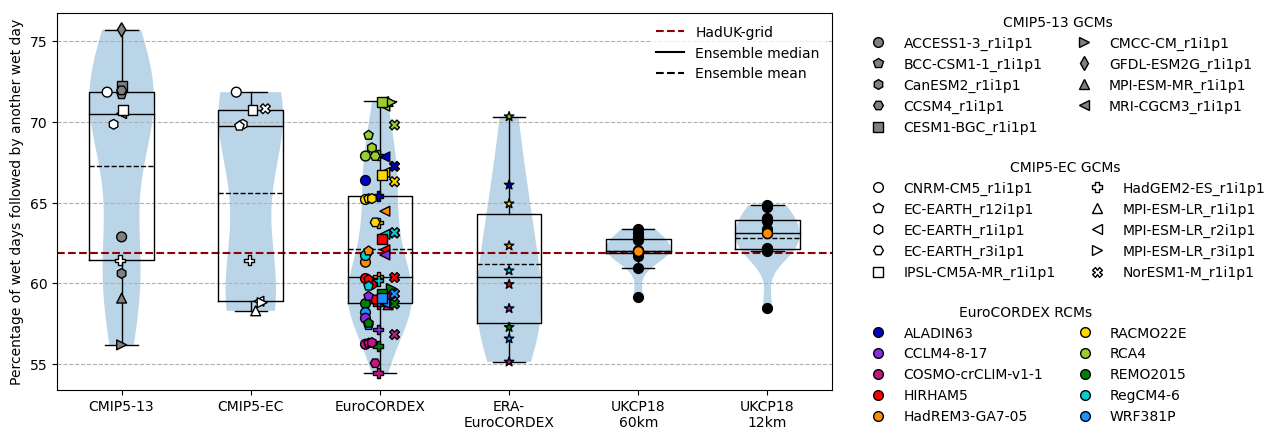 Percentage of wet days followed by another wet day
75
70
65
60
55
HadUK-grid
Ensemble median
Ensemble mean
CMIP5-13
CMIP5-EC
EuroCORDEX
ERA-
EuroCORDEX
UKCP18
60km
UKCP18
12km
CMIP5-13 GCMs
ACCESS1-3_r1i1p1
BCC-CSM1-1_r1i1p1
CanESM2_r1i1p1
CCSM4_r1i1p1
CESM1-BGC_r1i1p1
CMCC-CM_r1i1p1
GFDL-ESM2G_r1i1p1
MPI-ESM-MR_r1i1p1
MRI-CGCM3_r1i1p1
CMIP5-EC GCMs
CNRM-CM5_r1i1p1
EC-EARTH_r12i1p1
EC-EARTH_r1i1p1
EC-EARTH_r3i1p1
IPSL-CM5A-MR_r1i1p1
HadGEM2-ES_r1i1p1
MPI-ESM-LR_r1i1p1
MPI-ESM-LR_r2i1p1
MPI-ESM-LR_r3i1p1
NorESM1-M_r1i1p1
EuroCORDEX RCMs
ALADIN63
CCLM4-8-17
COSMO-crCLIM-v1-1
HIRHAM5
HadREM3-GA7-05
RACMO22E
RCA4
REMO2015
RegCM4-6
WRF381P